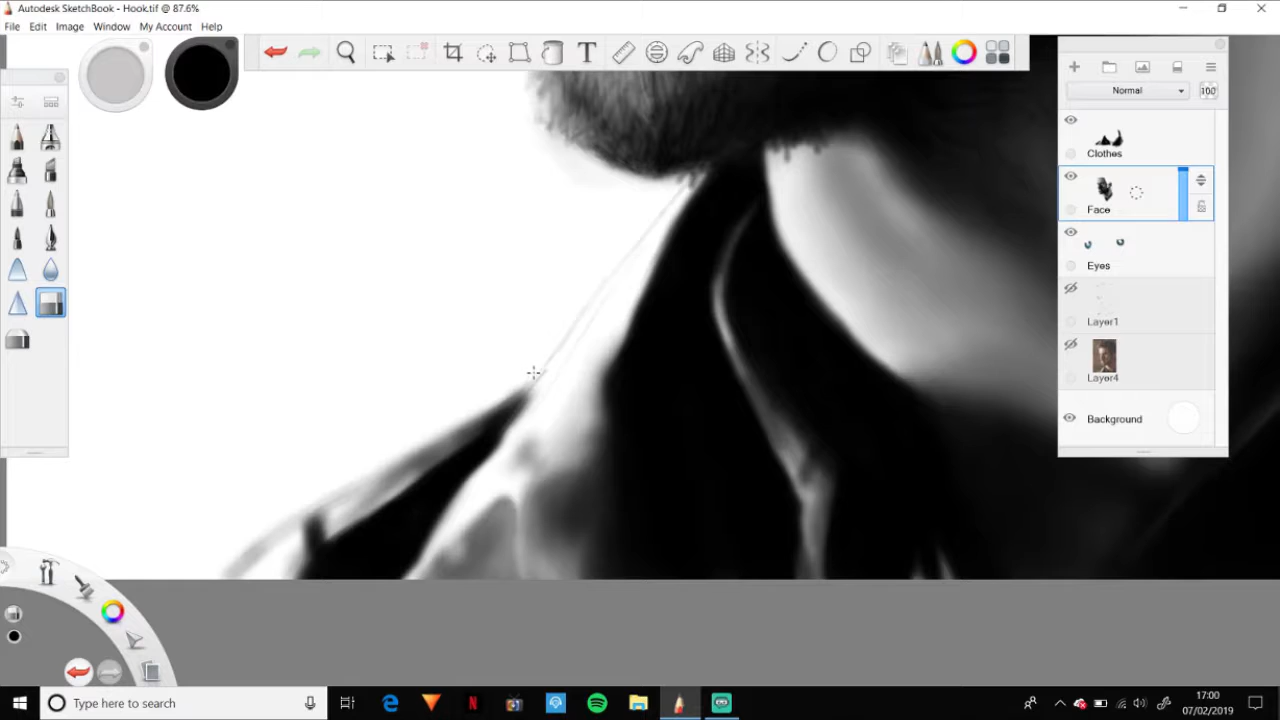 Autodesk SketchBook - Hook.tif @ 87.6%
File Edit Image Window My Account Help
T
Normal 100
Clothes
Face
Eyes
Layer1
Layer4
Background
Type here to search
17:00
07/02/2019